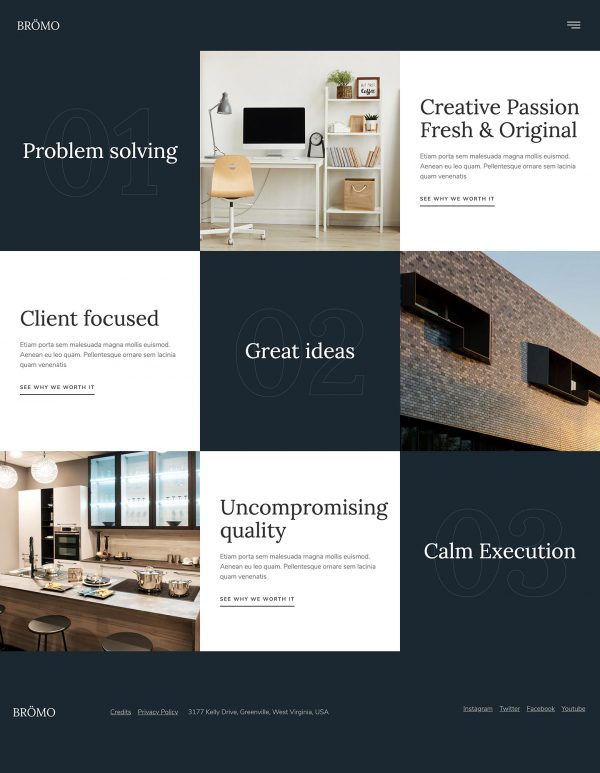 BRÖMO
01
Problem solving
Creative Passion
Fresh & Original
Etiam porta sem malesuada magna mollis euismod.
Aenean eu leo quam. Pellentesque ornare sem lacinia
quam venenatis
SEE WHY WE WORTH IT
Client focused
Etiam porta sem malesuada magna mollis euismod.
Aenean eu leo quam. Pellentesque ornare sem lacinia
quam venenatis
SEE WHY WE WORTH IT
02
Great ideas
Uncompromising
quality
Etiam porta sem malesuada magna mollis euismod.
Aenean eu leo quam. Pellentesque ornare sem lacinia
quam venenatis
SEE WHY WE WORTH IT
03
Calm Execution
BRÖMO
Credits Privacy Policy 3177 Kelly Drive, Greenville, West Virginia, USA
Instagram Twitter Facebook Youtube